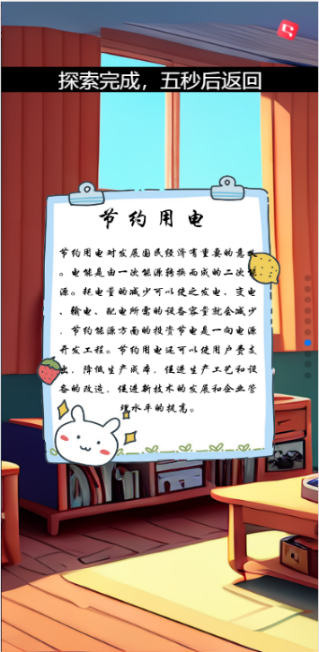 探索完成，五秒后返回
节约用电
节约用电对发展国民经济有重要的意义
。电能是由一次能源转换而成的二次能
源。耗电量的减少可以使之发电、变电
、输电、配电所需的设备容量就会减少
，节约能源方面的投资节电是一向电源
开发工程。节约用电还可以使用户费支
出，降低生产成本，促进生产工艺和设
备的改造，促进新技术的发展和企业管
理水平的提高。